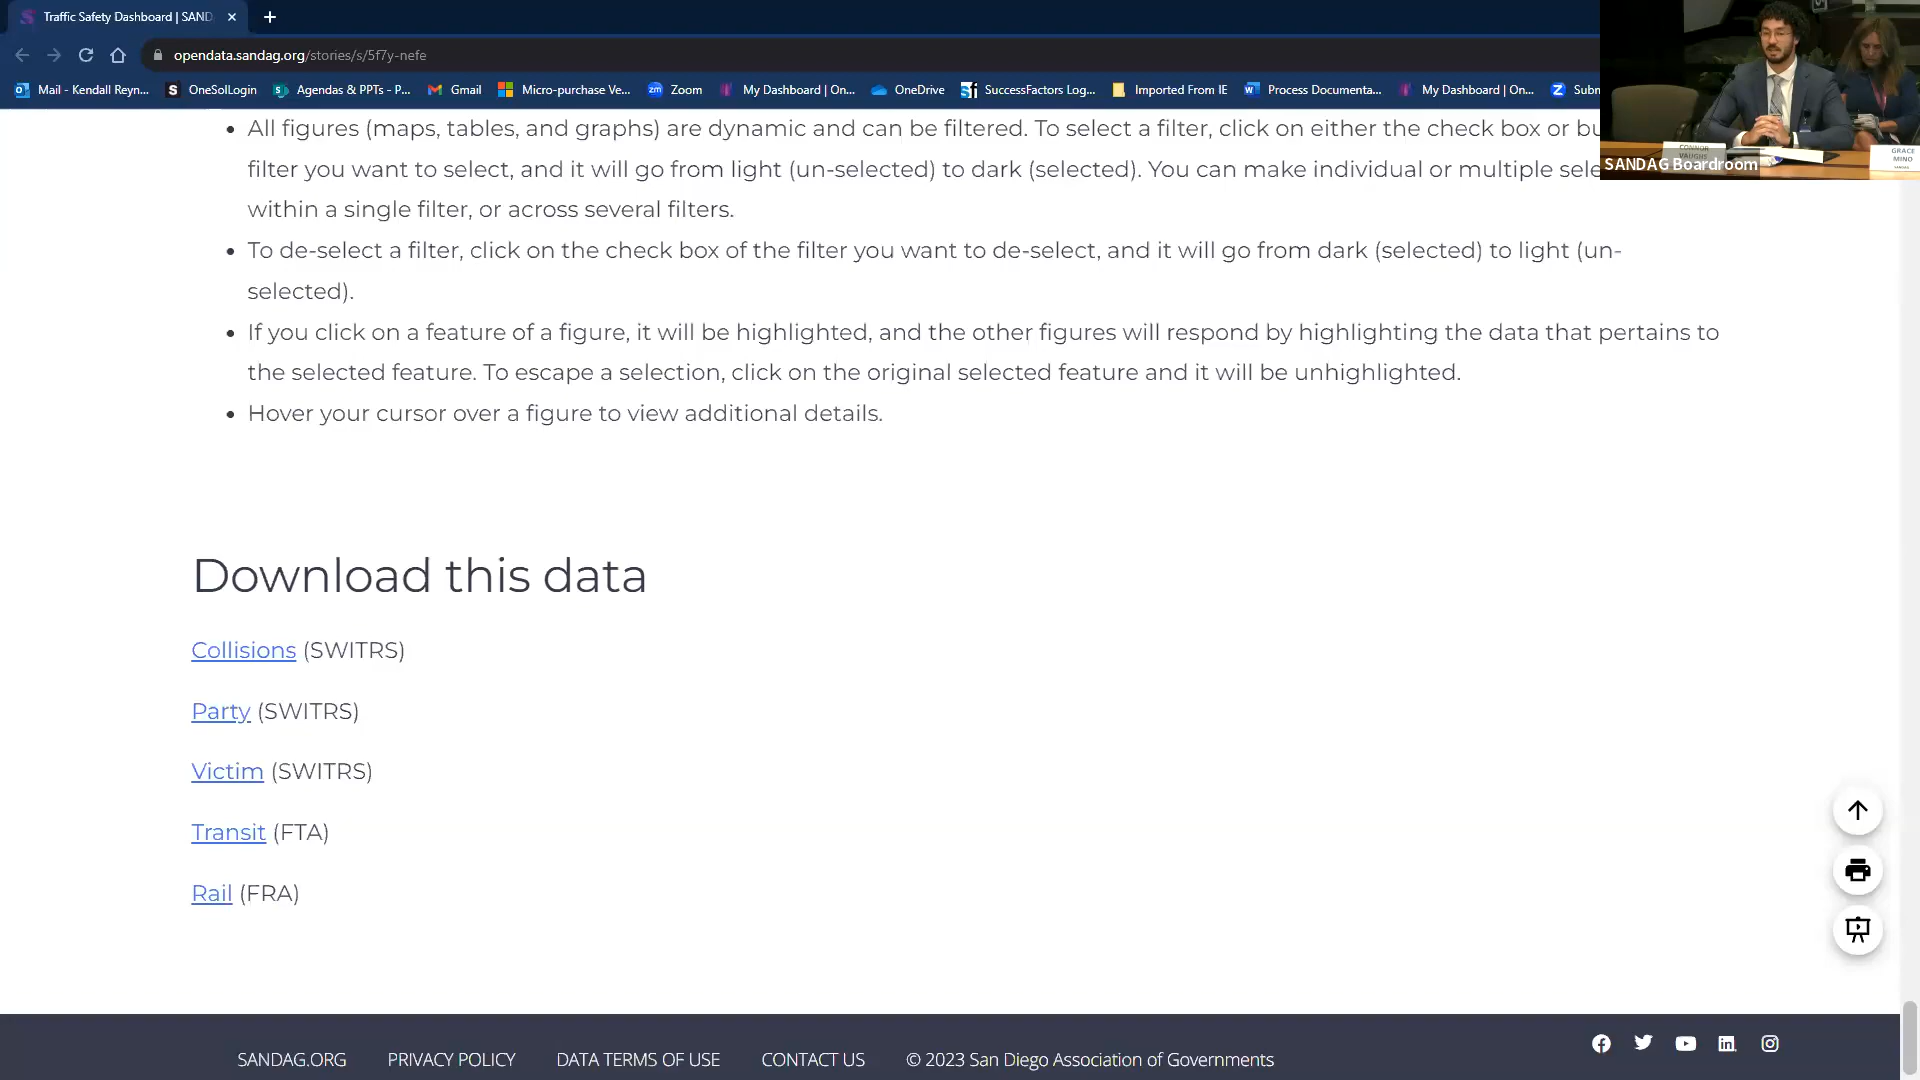 Traffic Safety Dashboard | SAND
opendata.sandag.org/stories/s/5f7y-nefe
Mail - Kendall Reyn... OneSolLogin Agendas & PPTs - P... Gmail Micro-purchase Ve... Zoom My Dashboard | On... OneDrive SuccessFactors Log... Imported From IE Process Documenta... My Dashboard | On... Subm
CONNOR
VAUGHS
GRACE
MINO
SANDAG Boardroom
• All figures (maps, tables, and graphs) are dynamic and can be filtered. To select a filter, click on either the check box or bu
filter you want to select, and it will go from light (un-selected) to dark (selected). You can make individual or multiple sele
within a single filter, or across several filters.
• To de-select a filter, click on the check box of the filter you want to de-select, and it will go from dark (selected) to light (un-
selected).
• If you click on a feature of a figure, it will be highlighted, and the other figures will respond by highlighting the data that pertains to
the selected feature. To escape a selection, click on the original selected feature and it will be unhighlighted.
• Hover your cursor over a figure to view additional details.
Download this data
Collisions (SWITRS)
Party (SWITRS)
Victim (SWITRS)
Transit (FTA)
Rail (FRA)
SANDAG.ORG PRIVACY POLICY DATA TERMS OF USE CONTACT US © 2023 San Diego Association of Governments